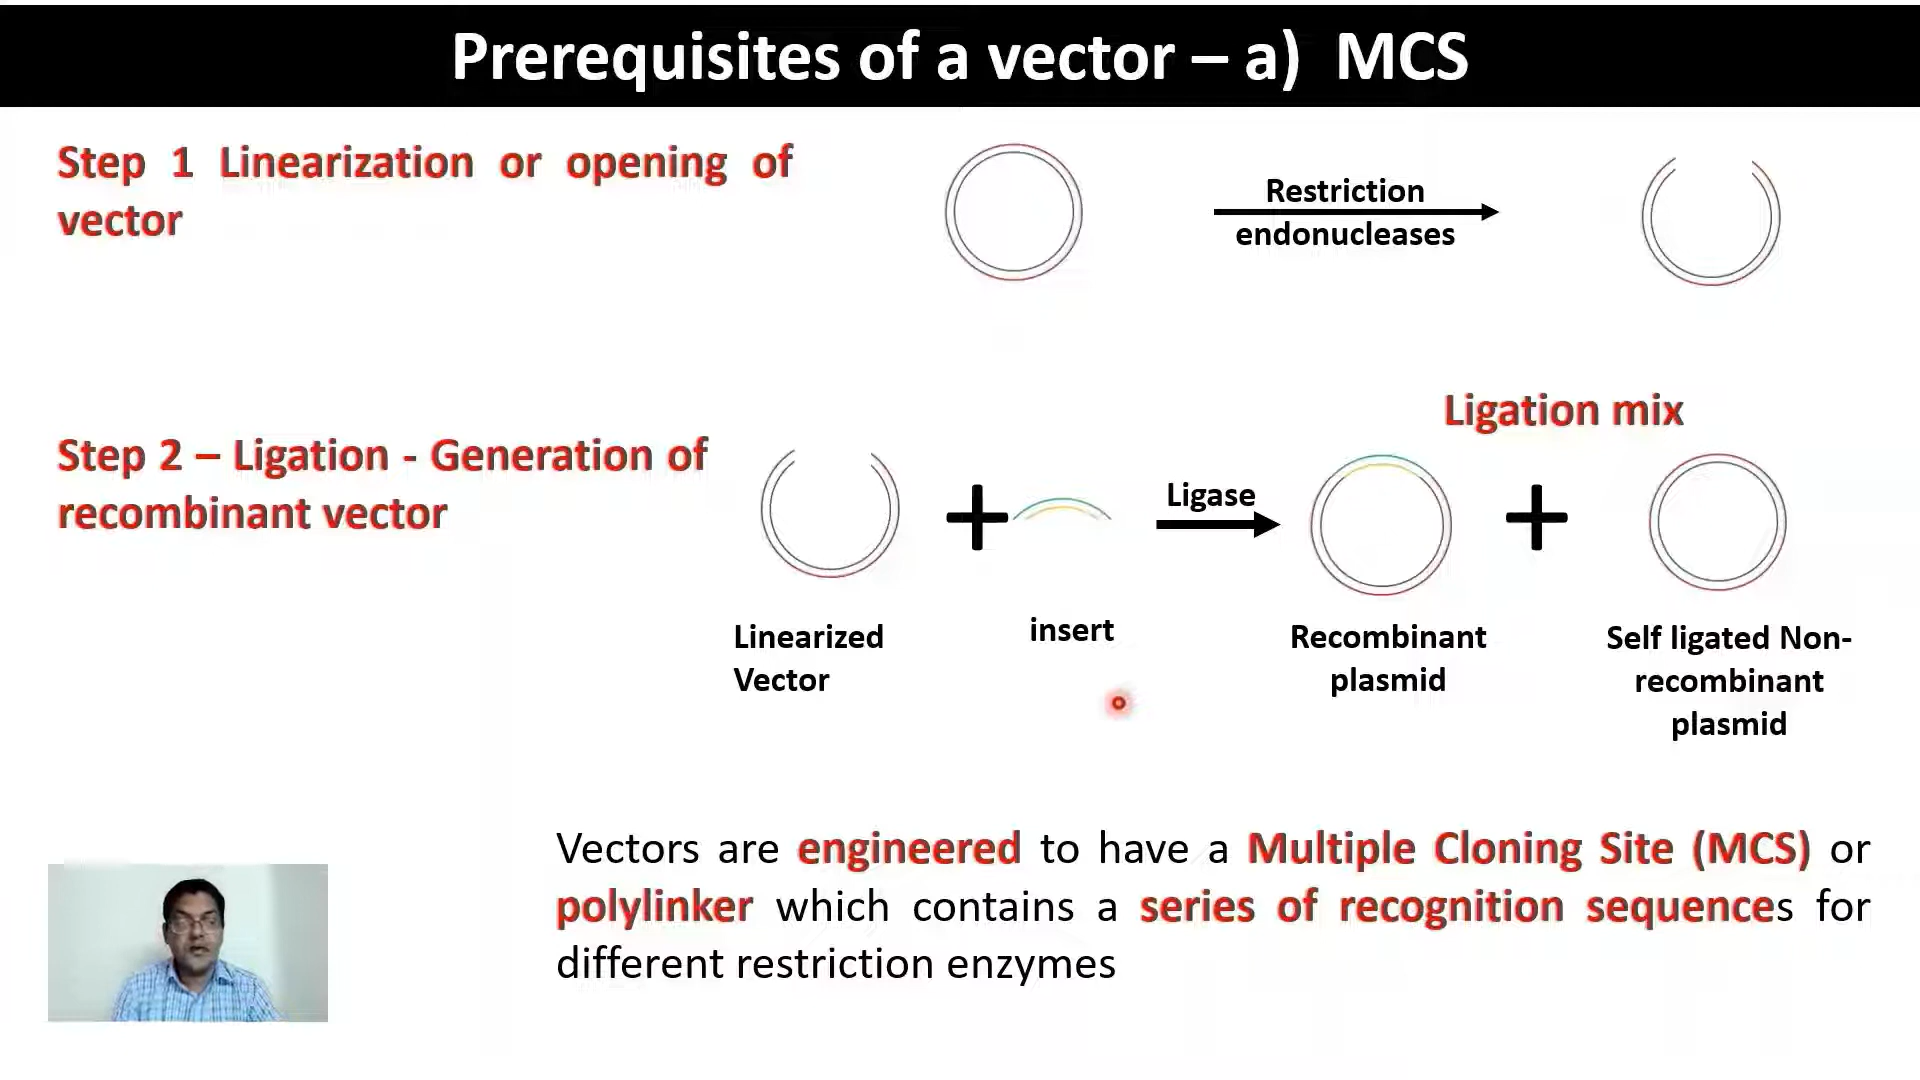 Prerequisites of a vector – a) MCS
Step 1 Linearization or opening of
vector
Restriction
endonucleases
Ligation mix
Step 2 – Ligation - Generation of
recombinant vector
Ligase
Linearized
Vector
insert
Recombinant
plasmid
Self ligated Non-
recombinant
plasmid
Vectors are engineered to have a Multiple Cloning Site (MCS) or
polylinker which contains a series of recognition sequences for
different restriction enzymes